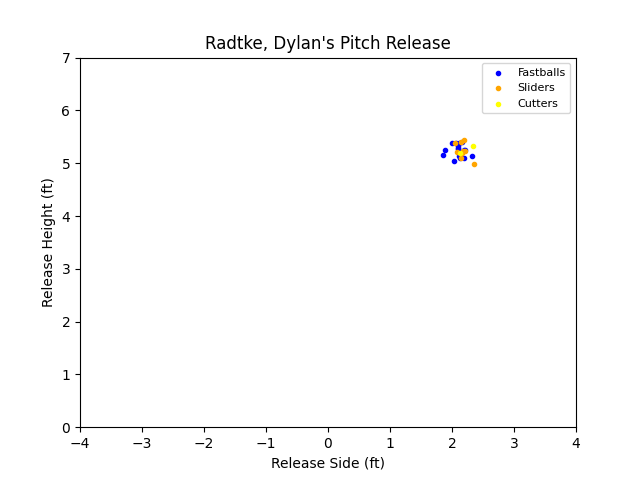 Radtke, Dylan's Pitch Release
Fastballs
Sliders
Cutters
Release Height (ft)
7
6
5
4
3
2
1
0
−4 −3 −2 −1 0 1 2 3 4
Release Side (ft)